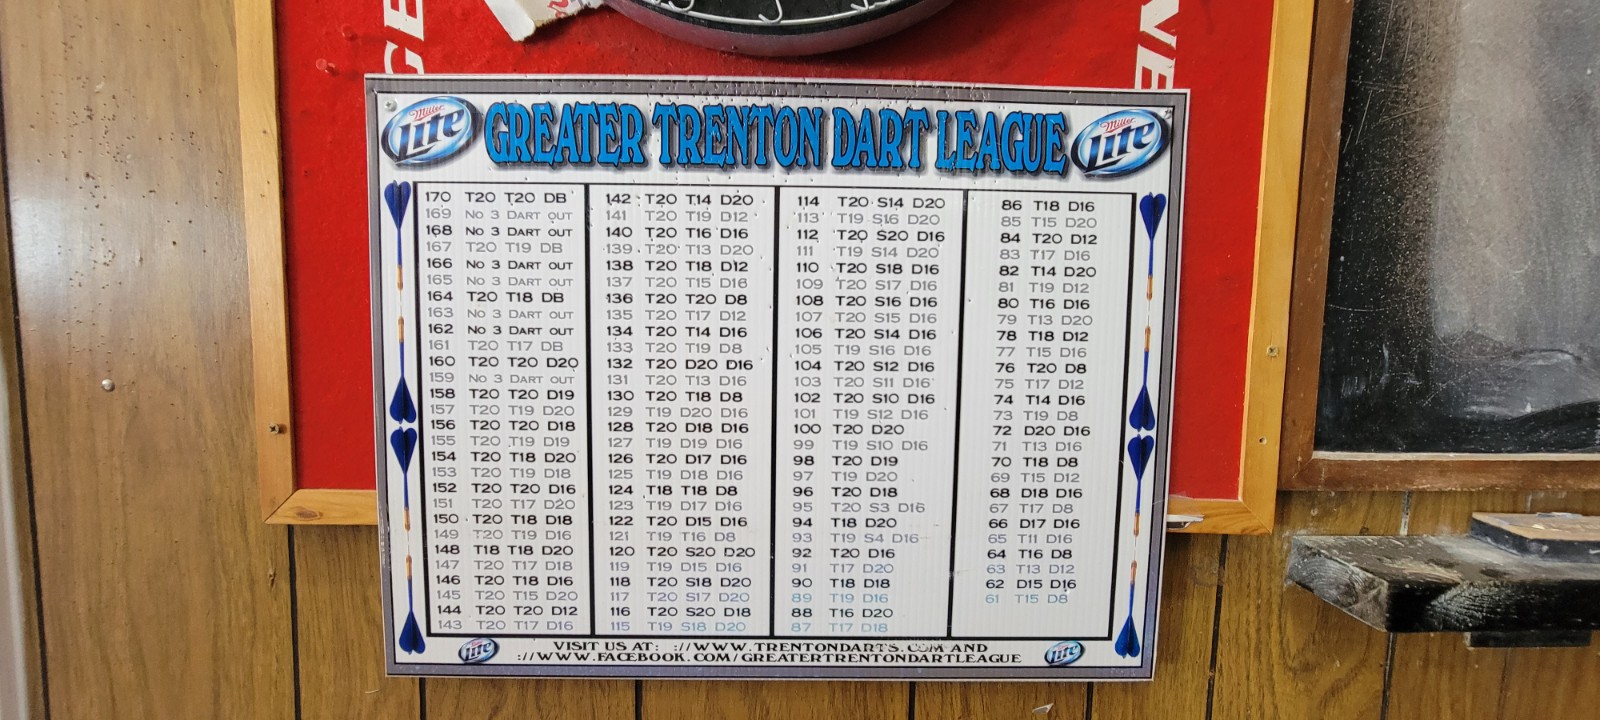 GE
VE
Miller Lite
GREATER TRENTON DART LEAGUE
Miller Lite
170 T20 T20 DB
169 No 3 DART OUT
168 No 3 DART OUT
167 T20 T19 DB
166 No 3 DART OUT
165 No 3 DART OUT
164 T20 T18 DB
163 No 3 DART OUT
162 No 3 DART OUT
161 T20 T17 DB
160 T20 T20 D20
159 No 3 DART OUT
158 T20 T20 D19
157 T20 T19 D20
156 T20 T20 D18
155 T20 T19 D19
154 T20 T18 D20
153 T20 T19 D18
152 T20 T20 D16
151 T20 T17 D20
150 T20 T18 D18
149 T20 T19 D16
148 T18 T18 D20
147 T20 T17 D18
146 T20 T18 D16
145 T20 T15 D20
144 T20 T20 D12
143 T20 T17 D16
142 T20 T14 D20
141 T20 T19 D12
140 T20 T16 D16
139 T20 T13 D20
138 T20 T18 D12
137 T20 T15 D16
136 T20 T20 D8
135 T20 T17 D12
134 T20 T14 D16
133 T20 T19 D8
132 T20 D20 D16
131 T20 T13 D16
130 T20 T18 D8
129 T19 D20 D16
128 T20 D18 D16
127 T19 D19 D16
126 T20 D17 D16
125 T19 D18 D16
124 T18 T18 D8
123 T19 D17 D16
122 T20 D15 D16
121 T19 T16 D8
120 T20 S20 D20
119 T19 D15 D16
118 T20 S18 D20
117 T20 S17 D20
116 T20 S20 D18
115 T19 S18 D20
114 T20 S14 D20
113 T19 S16 D20
112 T20 S20 D16
111 T19 S14 D20
110 T20 S18 D16
109 T20 S17 D16
108 T20 S16 D16
107 T20 S15 D16
106 T20 S14 D16
105 T19 S16 D16
104 T20 S12 D16
103 T20 S11 D16
102 T20 S10 D16
101 T19 S12 D16
100 T20 D20
99 T19 S10 D16
98 T20 D19
97 T19 D20
96 T20 D18
95 T20 S3 D16
94 T18 D20
93 T19 S4 D16
92 T20 D16
91 T17 D20
90 T18 D18
89 T19 D16
88 T16 D20
87 T17 D18
86 T18 D16
85 T15 D20
84 T20 D12
83 T17 D16
82 T14 D20
81 T19 D12
80 T16 D16
79 T13 D20
78 T18 D12
77 T15 D16
76 T20 D8
75 T17 D12
74 T14 D16
73 T19 D8
72 D20 D16
71 T13 D16
70 T18 D8
69 T15 D12
68 D18 D16
67 T17 D8
66 D17 D16
65 T11 D16
64 T16 D8
63 T13 D12
62 D15 D16
61 T15 D8
Lite
VISIT US AT: ://WWW.TRENTONDARTS.COM AND
://WWW.FACEBOOK.COM/GREATERTRENTONDARTLEAGUE
Lite